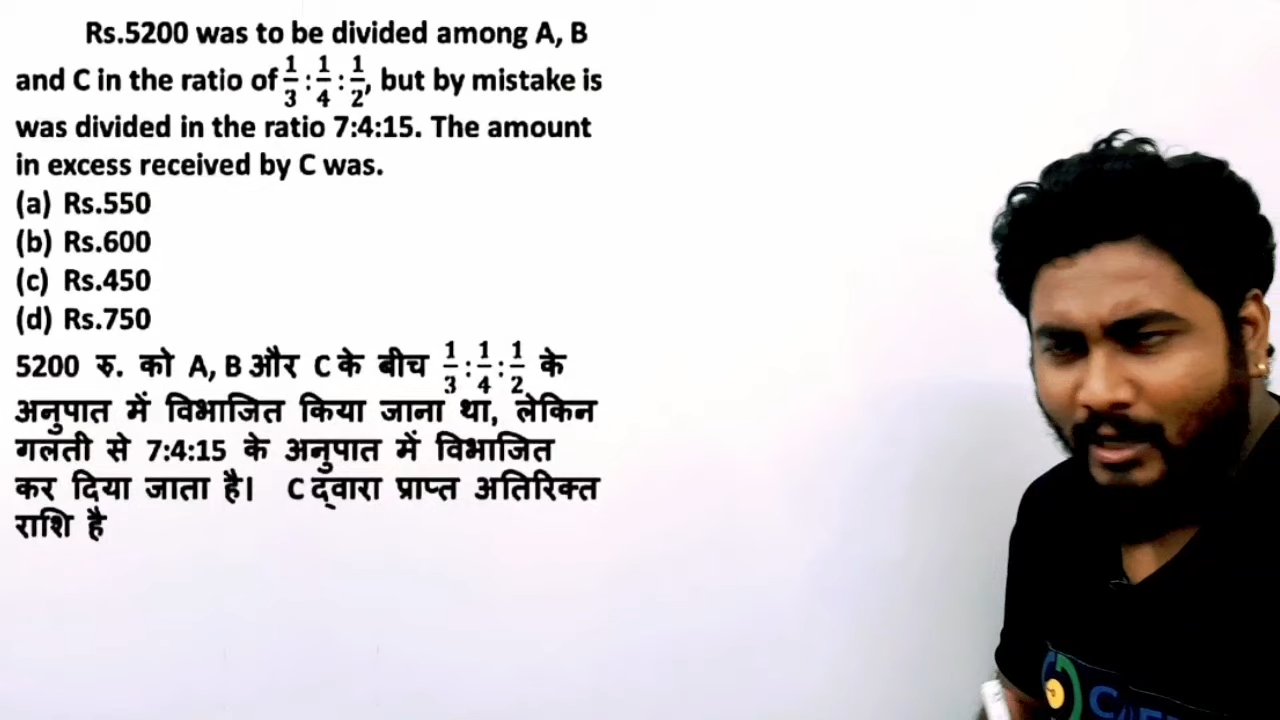 Rs.5200 was to be divided among A, B
and C in the ratio of 1/3 : 1/4 : 1/2, but by mistake is
was divided in the ratio 7:4:15. The amount
in excess received by C was.
(a) Rs.550
(b) Rs.600
(c) Rs.450
(d) Rs.750
5200 रु. को A, B और C के बीच 1/3 : 1/4 : 1/2 के
अनुपात में विभाजित किया जाना था, लेकिन
गलती से 7:4:15 के अनुपात में विभाजित
कर दिया जाता है। C द्वारा प्राप्त अतिरिक्त
राशि है